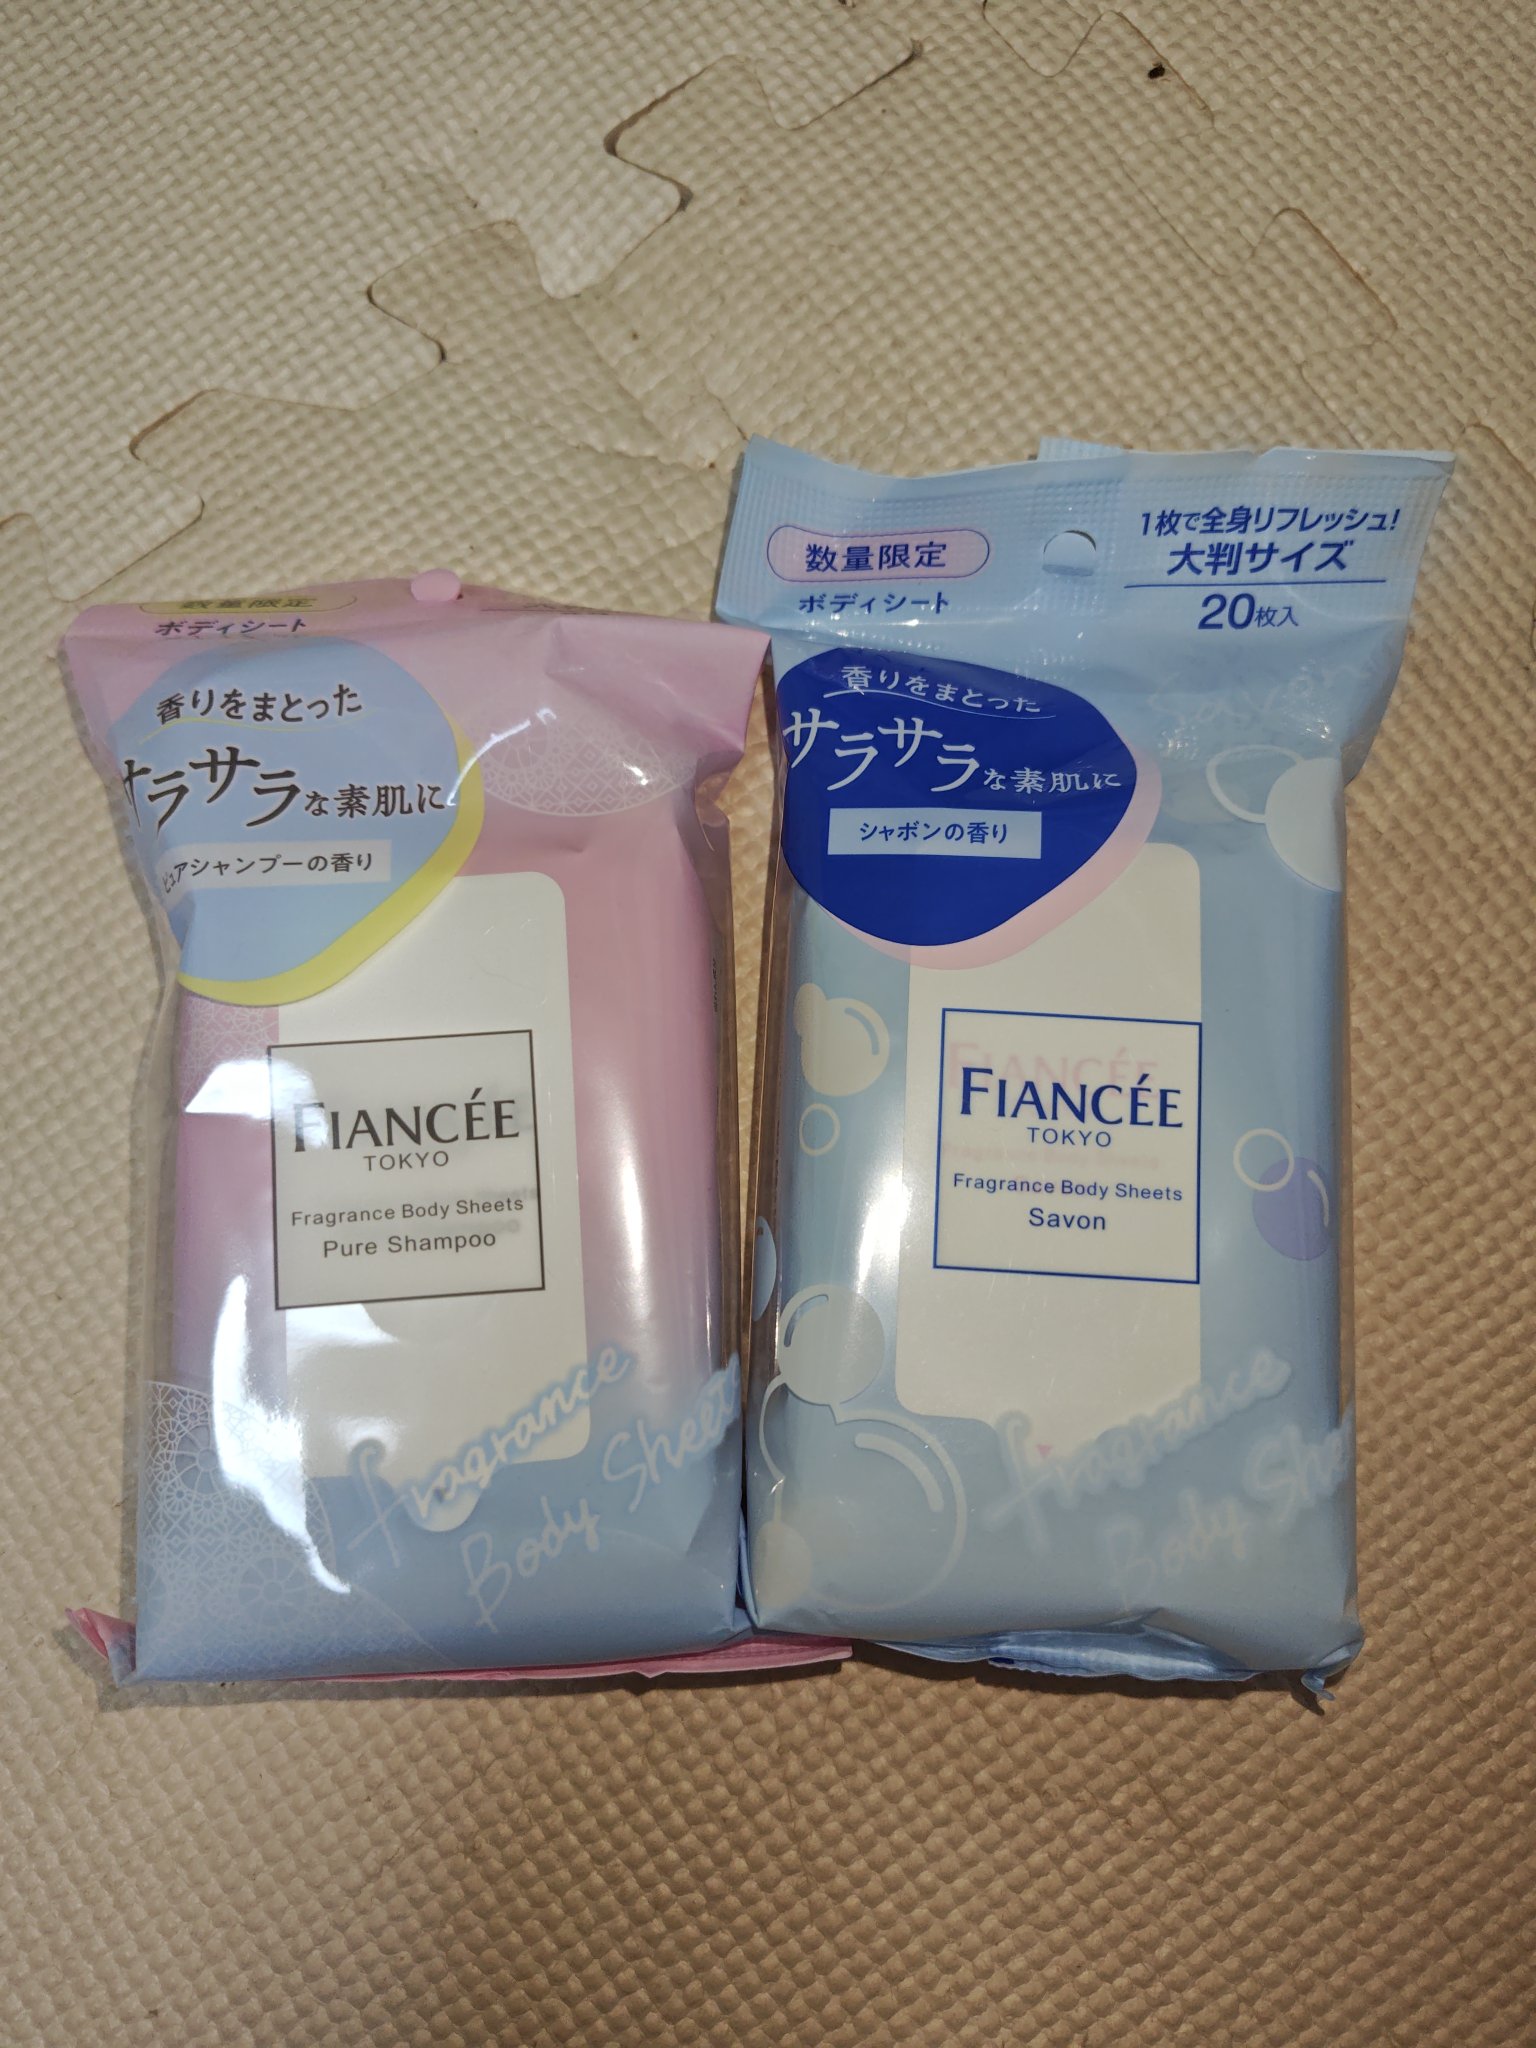 数量限定
ボディシート
香りをまとった
サラサラな素肌に
ピュアシャンプーの香り
FIANCÉE
TOKYO
Fragrance Body Sheets
Pure Shampoo
fragrance
Body Sheet
数量限定
ボディシート
1枚で全身リフレッシュ!
大判サイズ
20枚入
Savon
香りをまとった
サラサラな素肌に
シャボンの香り
FIANCÉE
TOKYO
Fragrance Body Sheets
Savon
fragrance
Body She